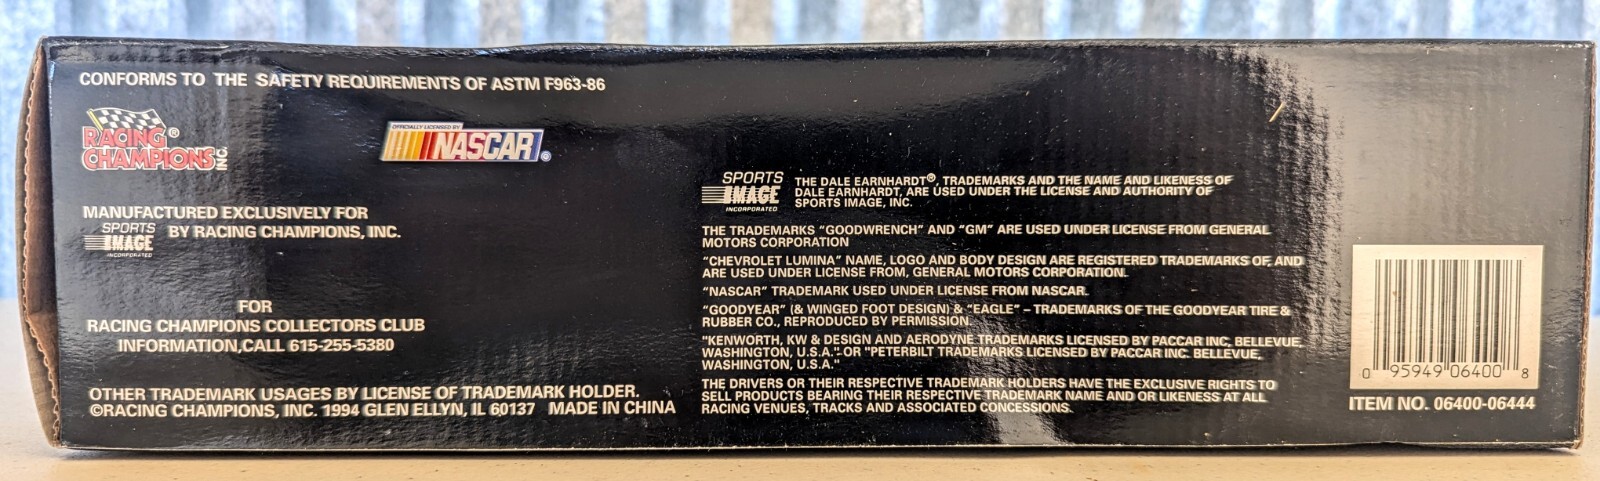 CONFORMS TO THE SAFETY REQUIREMENTS OF ASTM F963-86
RACING ®
CHAMPIONS INC.
OFFICIALLY LICENSED BY
NASCAR ®
MANUFACTURED EXCLUSIVELY FOR
SPORTS
IMAGE
INCORPORATED
BY RACING CHAMPIONS, INC.
FOR
RACING CHAMPIONS COLLECTORS CLUB
INFORMATION,CALL 615-255-5380
OTHER TRADEMARK USAGES BY LICENSE OF TRADEMARK HOLDER.
©RACING CHAMPIONS, INC. 1994 GLEN ELLYN, IL 60137 MADE IN CHINA
SPORTS
IMAGE
INCORPORATED
THE DALE EARNHARDT®, TRADEMARKS AND THE NAME AND LIKENESS OF
DALE EARNHARDT, ARE USED UNDER THE LICENSE AND AUTHORITY OF
SPORTS IMAGE, INC.
THE TRADEMARKS "GOODWRENCH" AND "GM" ARE USED UNDER LICENSE FROM GENERAL
MOTORS CORPORATION
"CHEVROLET LUMINA" NAME, LOGO AND BODY DESIGN ARE REGISTERED TRADEMARKS OF, AND
ARE USED UNDER LICENSE FROM, GENERAL MOTORS CORPORATION.
"NASCAR" TRADEMARK USED UNDER LICENSE FROM NASCAR.
"GOODYEAR" (& WINGED FOOT DESIGN) & "EAGLE" – TRADEMARKS OF THE GOODYEAR TIRE &
RUBBER CO., REPRODUCED BY PERMISSION.
"KENWORTH, KW & DESIGN AND AERODYNE TRADEMARKS LICENSED BY PACCAR INC, BELLEVUE,
WASHINGTON, U.S.A." OR "PETERBILT TRADEMARKS LICENSED BY PACCAR INC. BELLEVUE,
WASHINGTON, U.S.A."
THE DRIVERS OR THEIR RESPECTIVE TRADEMARK HOLDERS HAVE THE EXCLUSIVE RIGHTS TO
SELL PRODUCTS BEARING THEIR RESPECTIVE TRADEMARK NAME AND OR LIKENESS AT ALL
RACING VENUES, TRACKS AND ASSOCIATED CONCESSIONS.
0 95949 06400 8
ITEM NO. 06400-06444